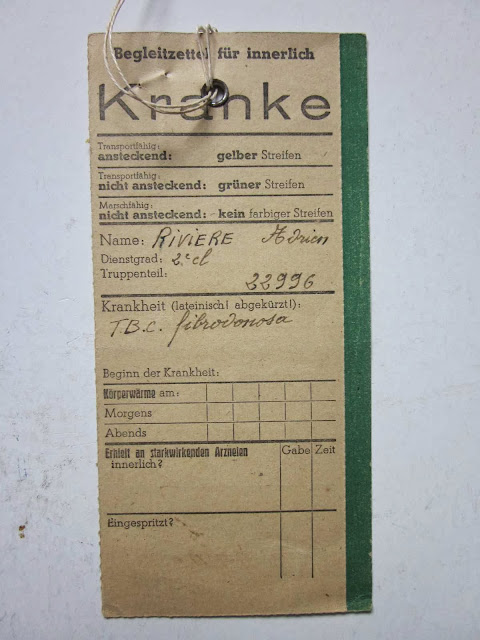 Begleitzettel für innerlich
Kranke
Transportfähig:
ansteckend: gelber Streifen
Transportfähig:
nicht ansteckend: grüner Streifen
Marschfähig:
nicht ansteckend: kein farbiger Streifen
Name: RIVIERE Adrien
Dienstgrad: 2e cl
Truppenteil:
22996
Krankheit (lateinisch! abgekürzt!):
T.B.C. fibrodonosa
Beginn der Krankheit:
Körperwärme am:
Morgens
Abends
Erhielt an starkwirkenden Arzneien Gabe Zeit
innerlich?
Eingespritzt?